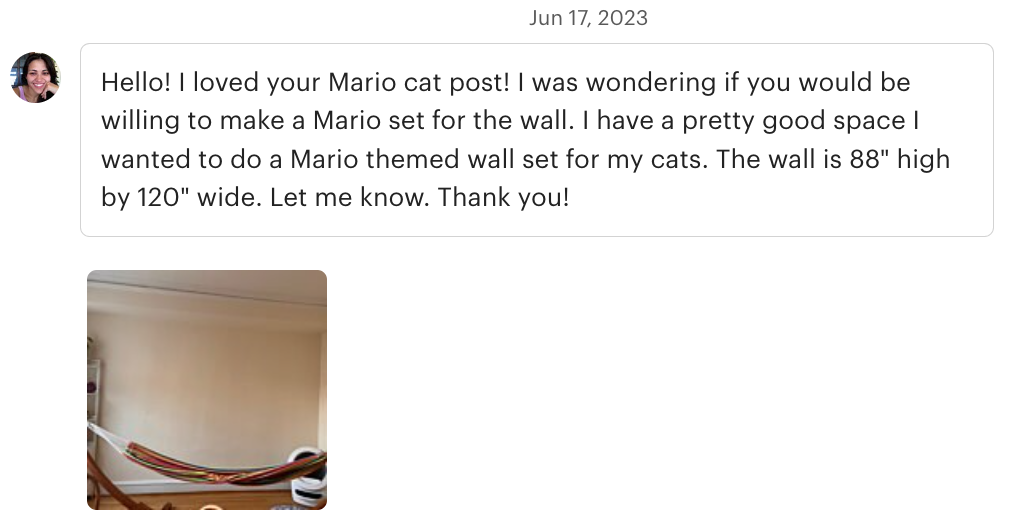 Jun 17, 2023
Hello! I loved your Mario cat post! I was wondering if you would be
willing to make a Mario set for the wall. I have a pretty good space I
wanted to do a Mario themed wall set for my cats. The wall is 88" high
by 120" wide. Let me know. Thank you!